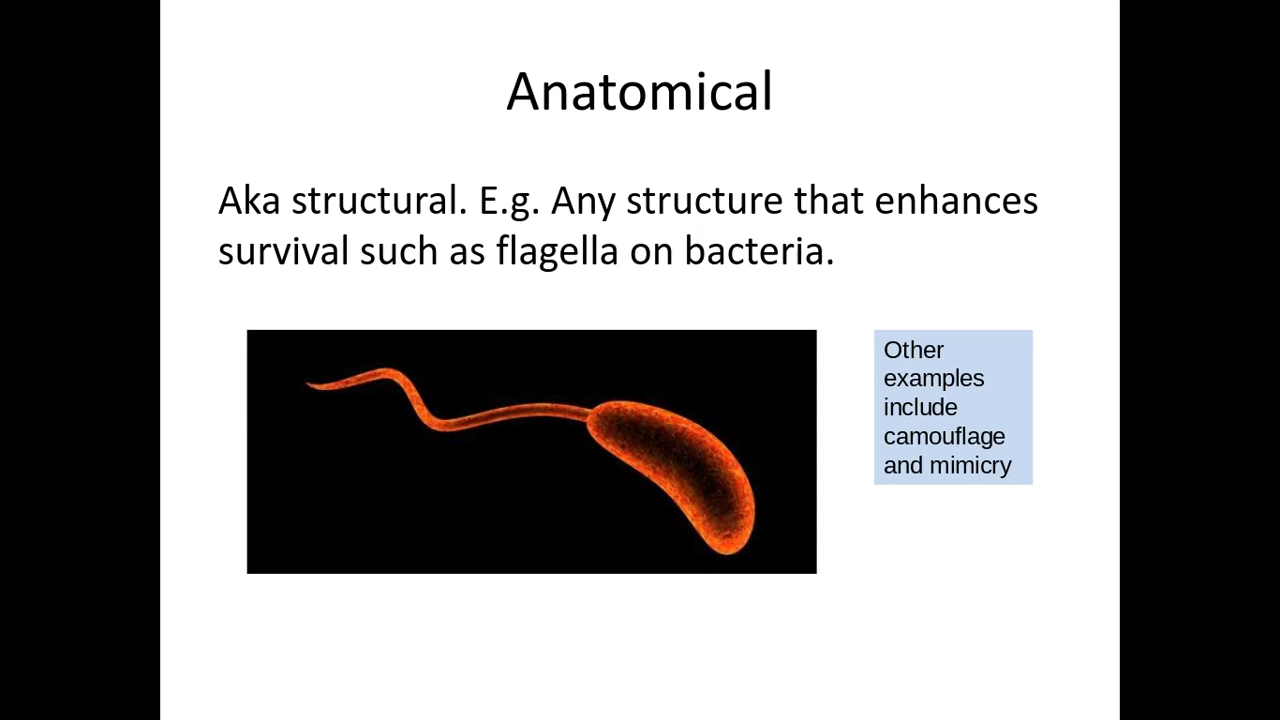 Anatomical
Aka structural. E.g. Any structure that enhances
survival such as flagella on bacteria.
Other
examples
include
camouflage
and mimicry